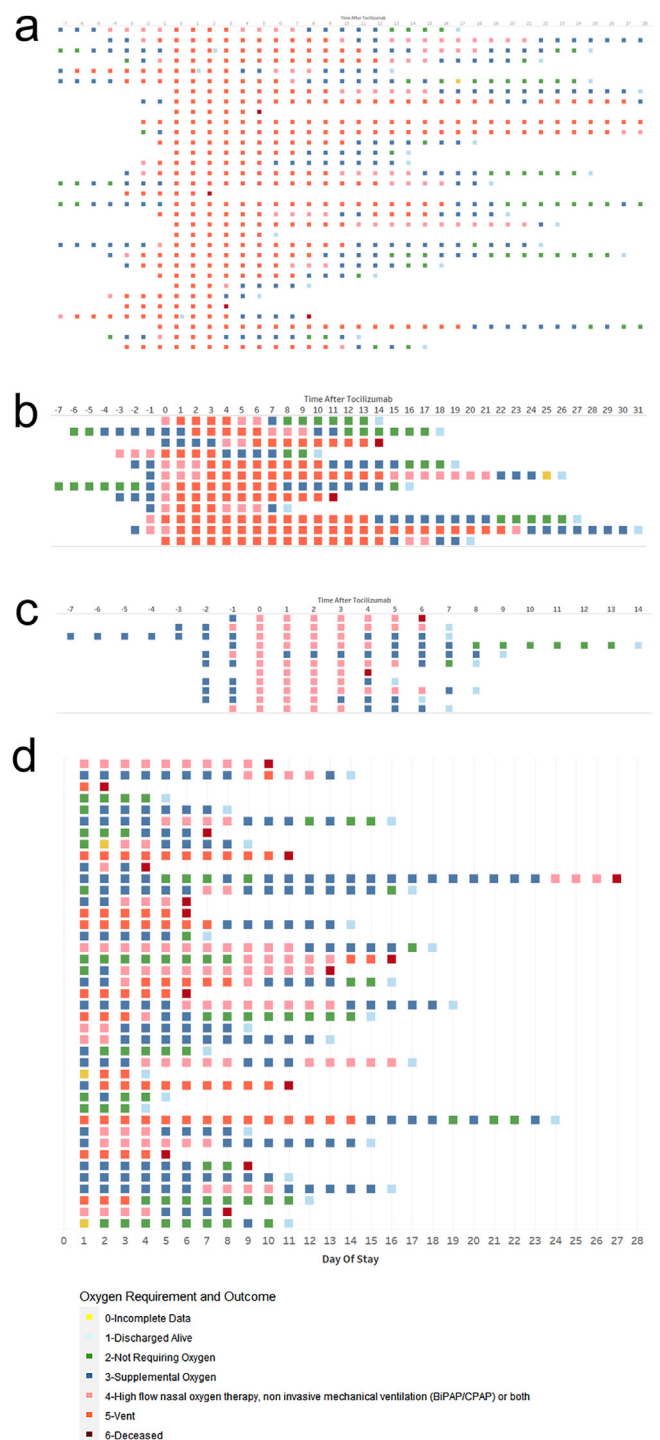 a
Time After Tocilizumab
b
Time After Tocilizumab
-7 -6 -5 -4 -3 -2 -1 0 1 2 3 4 5 6 7 8 9 10 11 12 13 14 15 16 17 18 19 20 21 22 23 24 25 26 27 28 29 30 31
c
Time After Tocilizumab
-7 -6 -5 -4 -3 -2 -1 0 1 2 3 4 5 6 7 8 9 10 11 12 13 14
d
0 1 2 3 4 5 6 7 8 9 10 11 12 13 14 15 16 17 18 19 20 21 22 23 24 25 26 27 28
Day Of Stay
Oxygen Requirement and Outcome
0-Incomplete Data
1-Discharged Alive
2-Not Requiring Oxygen
3-Supplemental Oxygen
4-High flow nasal oxygen therapy, non invasive mechanical ventilation (BiPAP/CPAP) or both
5-Vent
6-Deceased